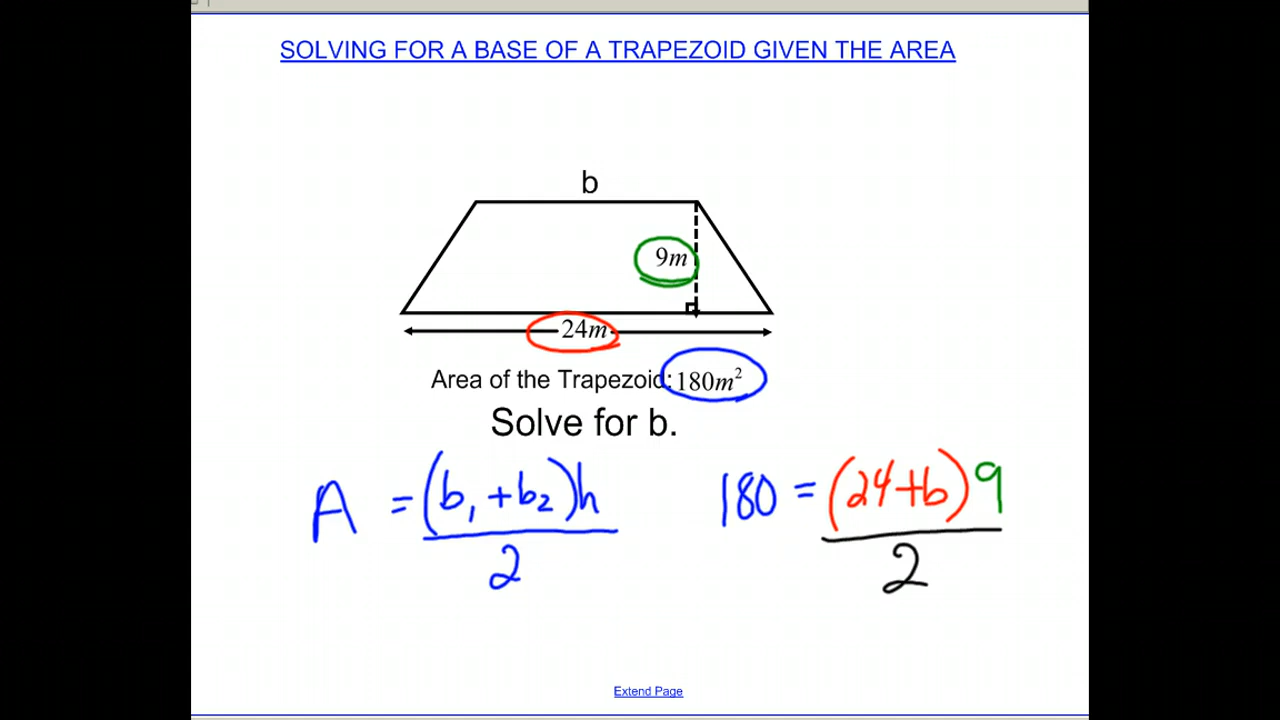 SOLVING FOR A BASE OF A TRAPEZOID GIVEN THE AREA
b
9m
24m
Area of the Trapezoid: 180m²
Solve for b.
A = (b₁ + b₂)h
2
180 = (24+b)9
2
Extend Page